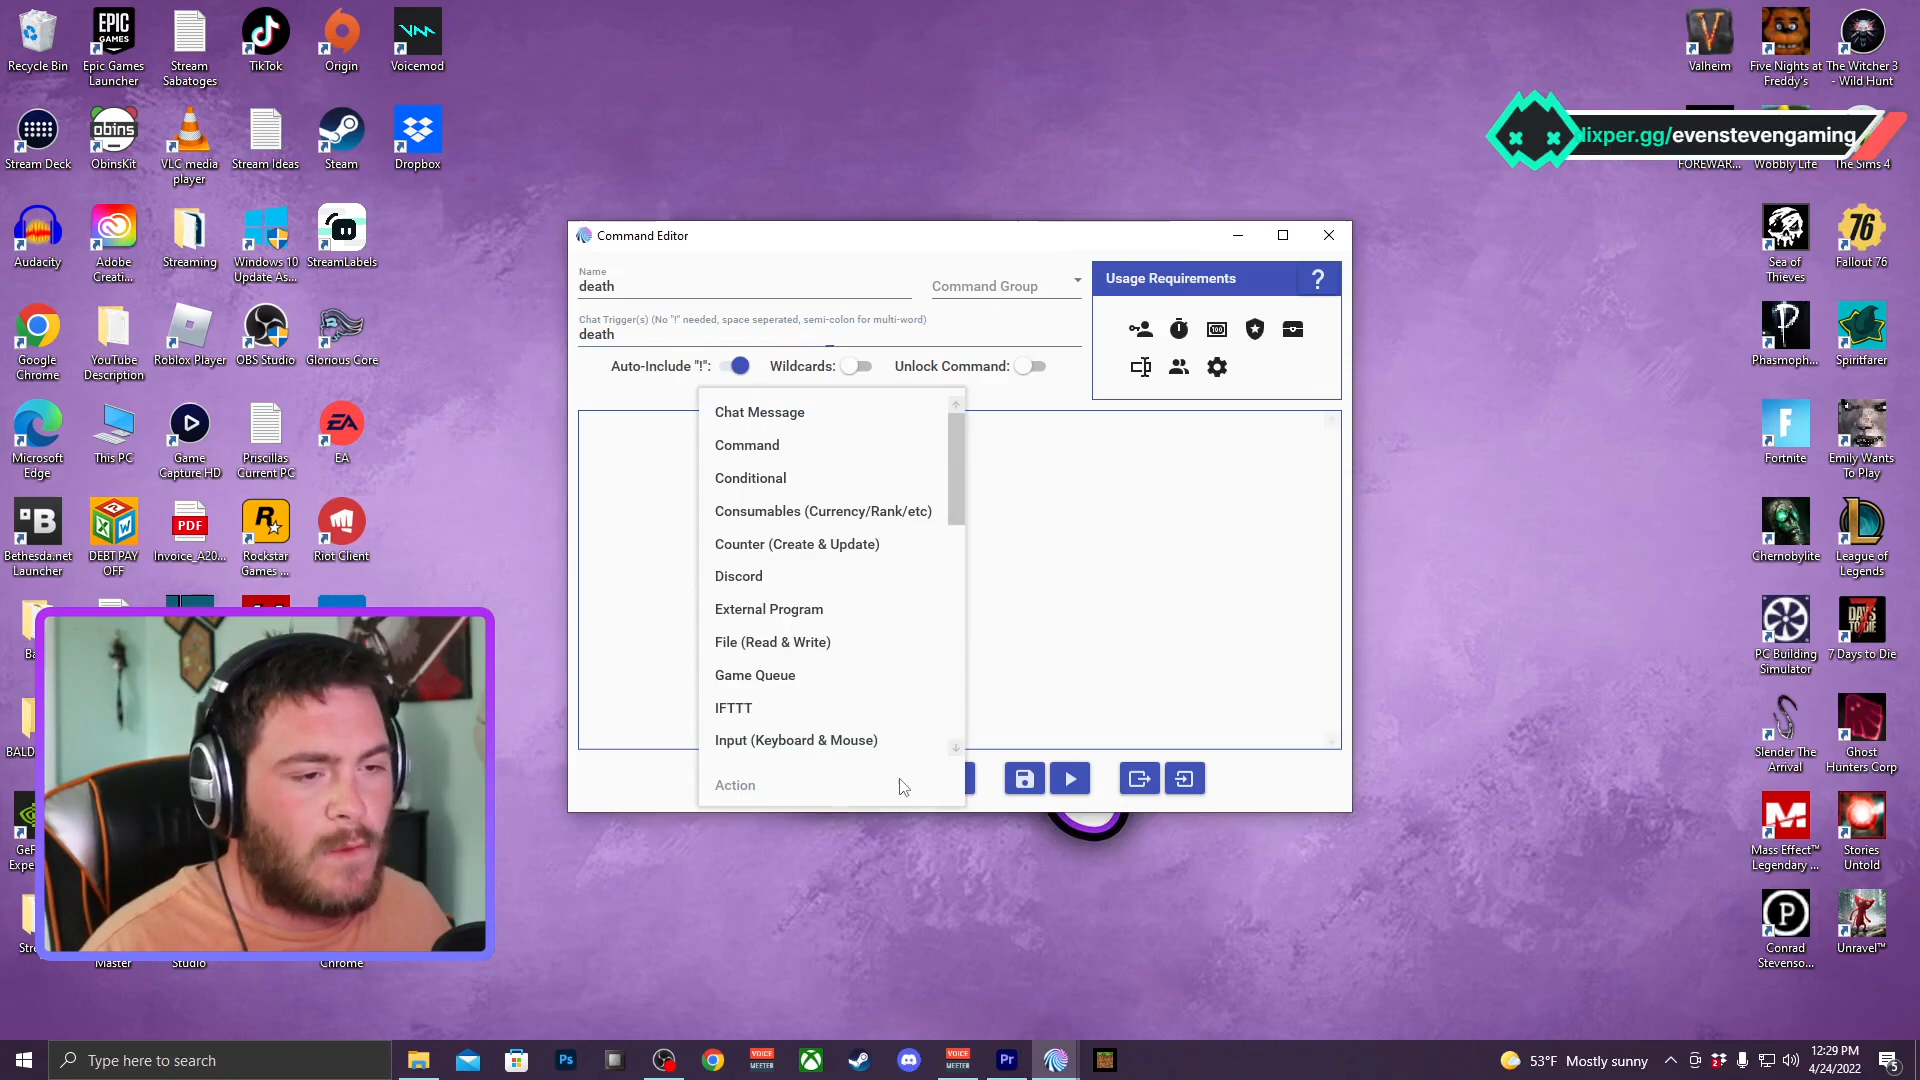 Recycle Bin
Epic Games
Launcher
Stream
Sabatoges
TikTok
Origin
Voicemod
Valheim
Five Nights at
Freddy's
The Witcher 3
- Wild Hunt
Stream Deck
ObinsKit
VLC media
player
Stream Ideas
Steam
Dropbox
lixper.gg/evenstevengaming
FOREWAR...
Wobbly Life
The Sims 4
Audacity
Adobe
Creati...
Streaming
Windows 10
Update As...
StreamLabels
Sea of
Thieves
Fallout 76
Google
Chrome
YouTube
Description
Roblox Player
OBS Studio
Glorious Core
Phasmoph...
Spiritfarer
Microsoft
Edge
This PC
Game
Capture HD
Priscillas
Current PC
EA
Fortnite
Emily Wants
To Play
Bethesda.net
Launcher
DEBT PAY
OFF
Invoice_A20...
Rockstar
Games ...
Riot Client
Chernobylite
League of
Legends
PC Building
Simulator
7 Days to Die
Slender The
Arrival
Ghost
Hunters Corp
Mass Effect™
Legendary ...
Stories
Untold
Conrad
Stevenso...
Unravel™
Ba
BALD
GeF
Expe
Str
Master
Studio
Chrome
Command Editor
Name
death
Command Group
Chat Trigger(s) (No "!" needed, space seperated, semi-colon for multi-word)
death
Auto-Include "!":
Wildcards:
Unlock Command:
Usage Requirements
?
Chat Message
Command
Conditional
Consumables (Currency/Rank/etc)
Counter (Create & Update)
Discord
External Program
File (Read & Write)
Game Queue
IFTTT
Input (Keyboard & Mouse)
Action
Type here to search
53°F Mostly sunny
12:29 PM
4/24/2022
5